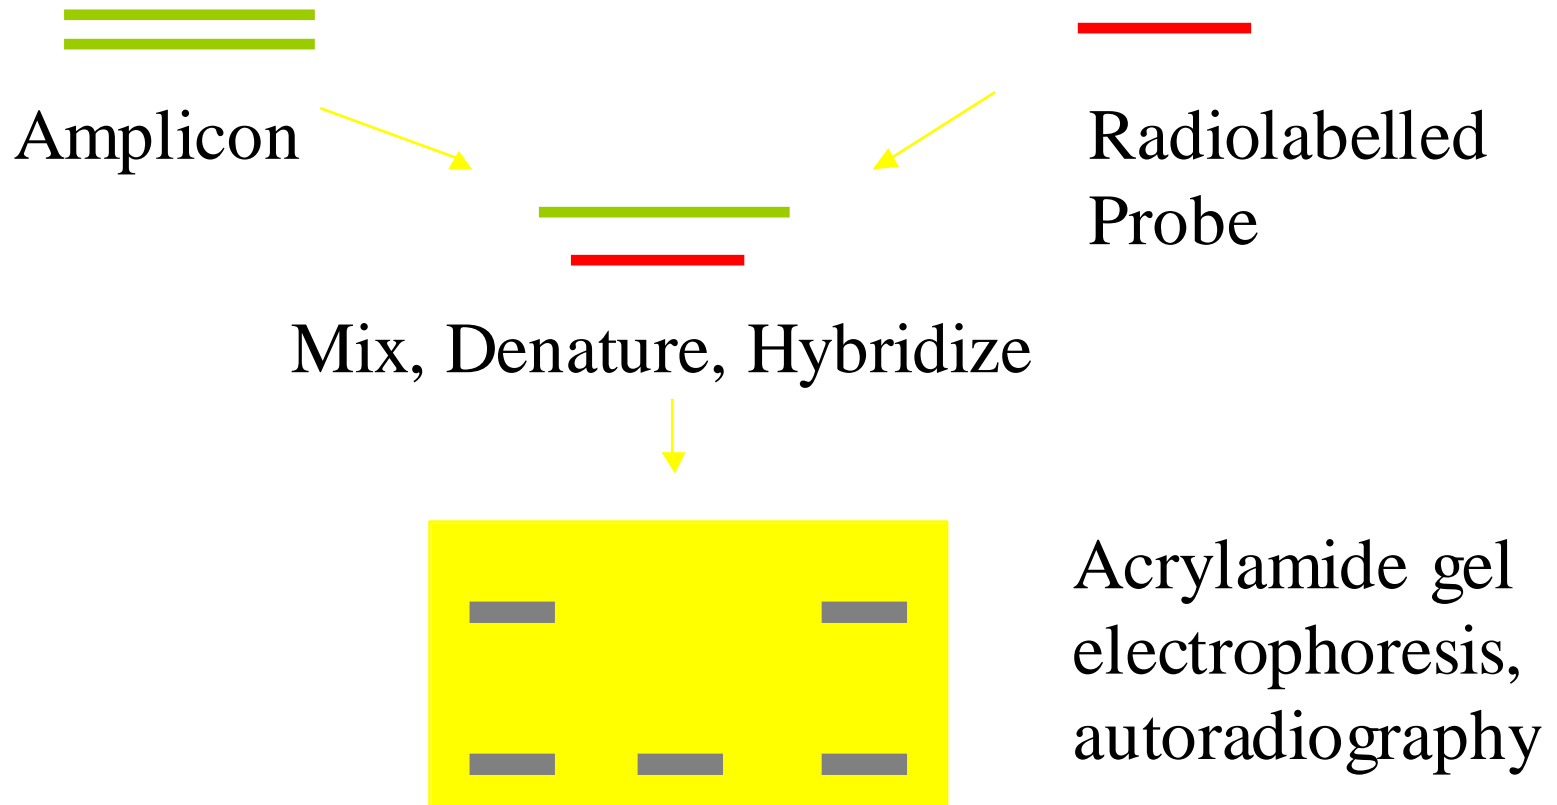 Amplicon
Radiolabelled
Probe
Mix, Denature, Hybridize
Acrylamide gel
electrophoresis,
autoradiography